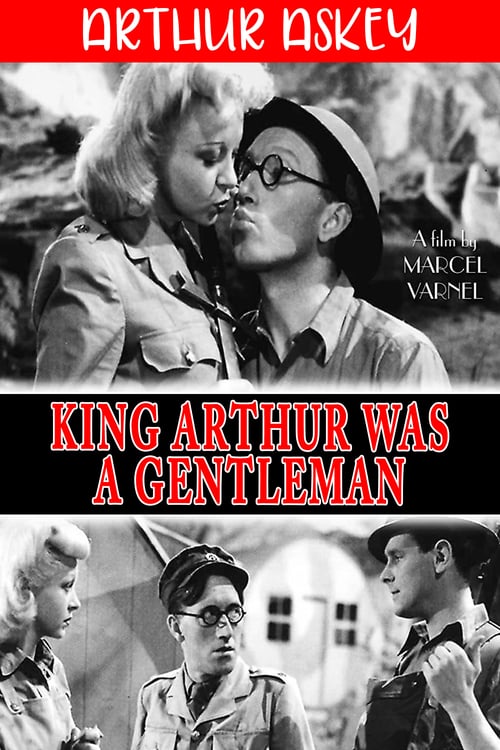 ARTHUR ASKEY
A film by
MARCEL
VARNEL
KING ARTHUR WAS
A GENTLEMAN